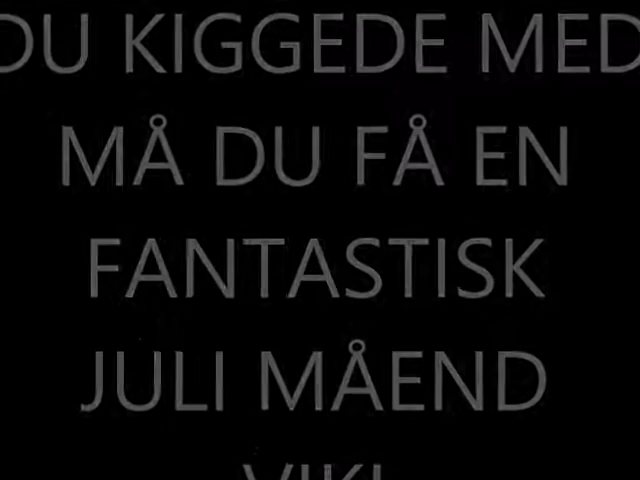 DU KIGGEDE MED
MÅ DU FÅ EN
FANTASTISK
JULI MÅEND